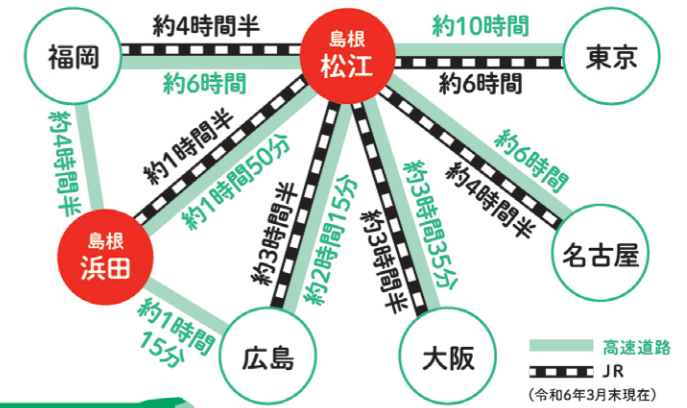 約4時間半
島根
松江
約10時間
福岡
東京
約6時間
約6時間
約4時間半
約1時間半
約1時間50分
約3時間半
約2時間15分
約3時間半
約3時間35分
約6時間
約4時間半
島根
浜田
名古屋
約1時間
15分
広島
大阪
高速道路
JR
(令和6年3月末現在)